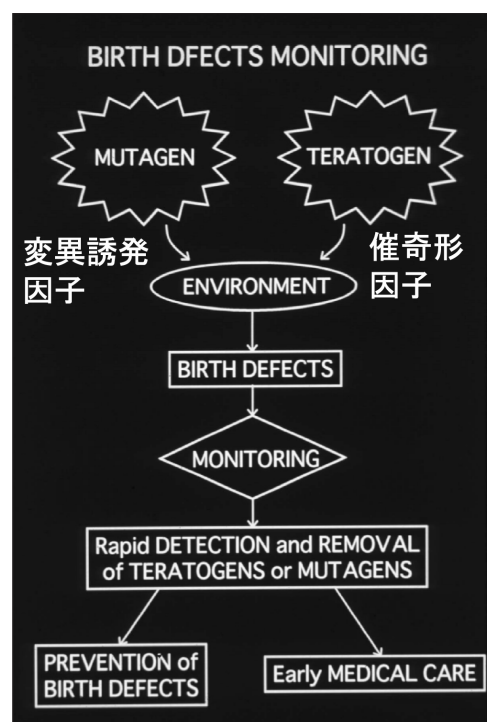 BIRTH DFECTS MONITORING
MUTAGEN
TERATOGEN
変異誘発
因子
催奇形
因子
ENVIRONMENT
BIRTH DEFECTS
MONITORING
Rapid DETECTION and REMOVAL
of TERATOGENS or MUTAGENS
PREVENTION of
BIRTH DEFECTS
Early MEDICAL CARE